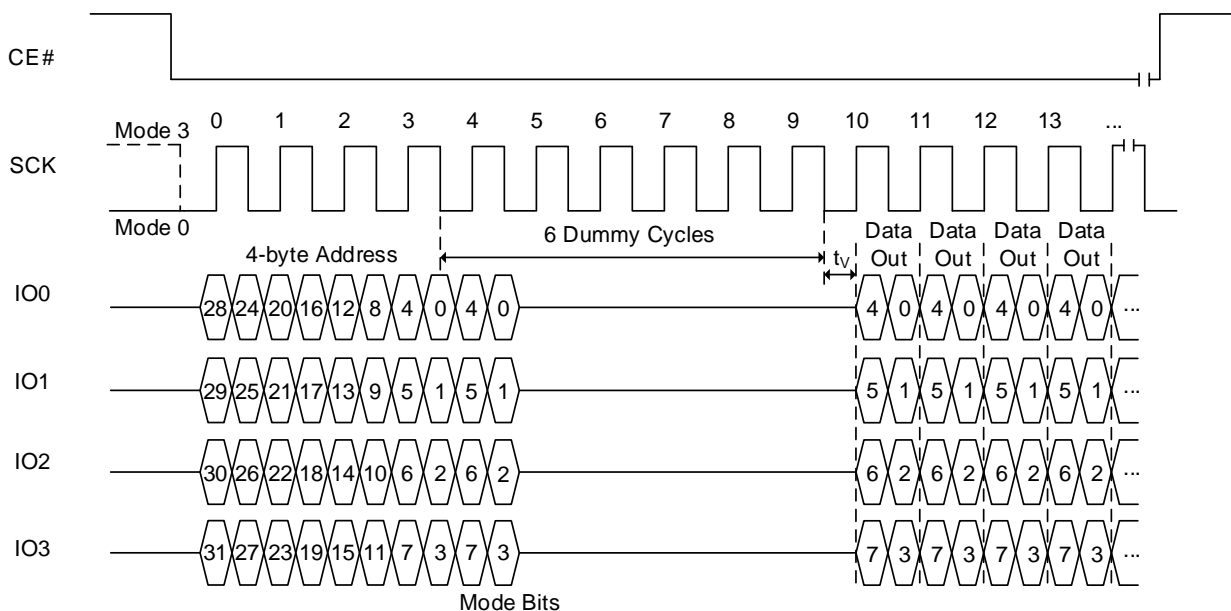 CE#
Mode 3 0 1 2 3 4 5 6 7 8 9 10 11 12 13 ...
SCK
Mode 0
6 Dummy Cycles
Data Out Data Out Data Out Data Out
4-byte Address
tV
IO0 28 24 20 16 12 8 4 0 4 0 4 0 4 0 4 0 4 0 ...
IO1 29 25 21 17 13 9 5 1 5 1 5 1 5 1 5 1 5 1 ...
IO2 30 26 22 18 14 10 6 2 6 2 6 2 6 2 6 2 6 2 ...
IO3 31 27 23 19 15 11 7 3 7 3 7 3 7 3 7 3 7 3 ...
Mode Bits